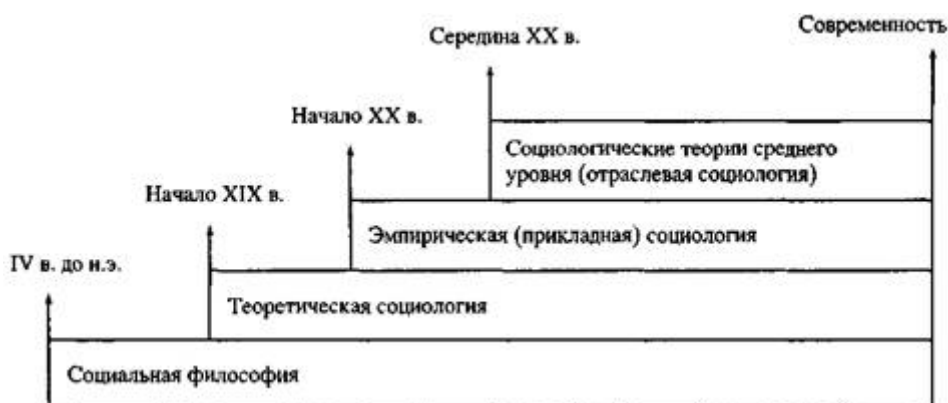 Современность
Середина XX в.
Начало XX в.
Социологические теории среднего
уровня (отраслевая социология)
Начало XIX в.
Эмпирическая (прикладная) социология
IV в. до н.э.
Теоретическая социология
Социальная философия